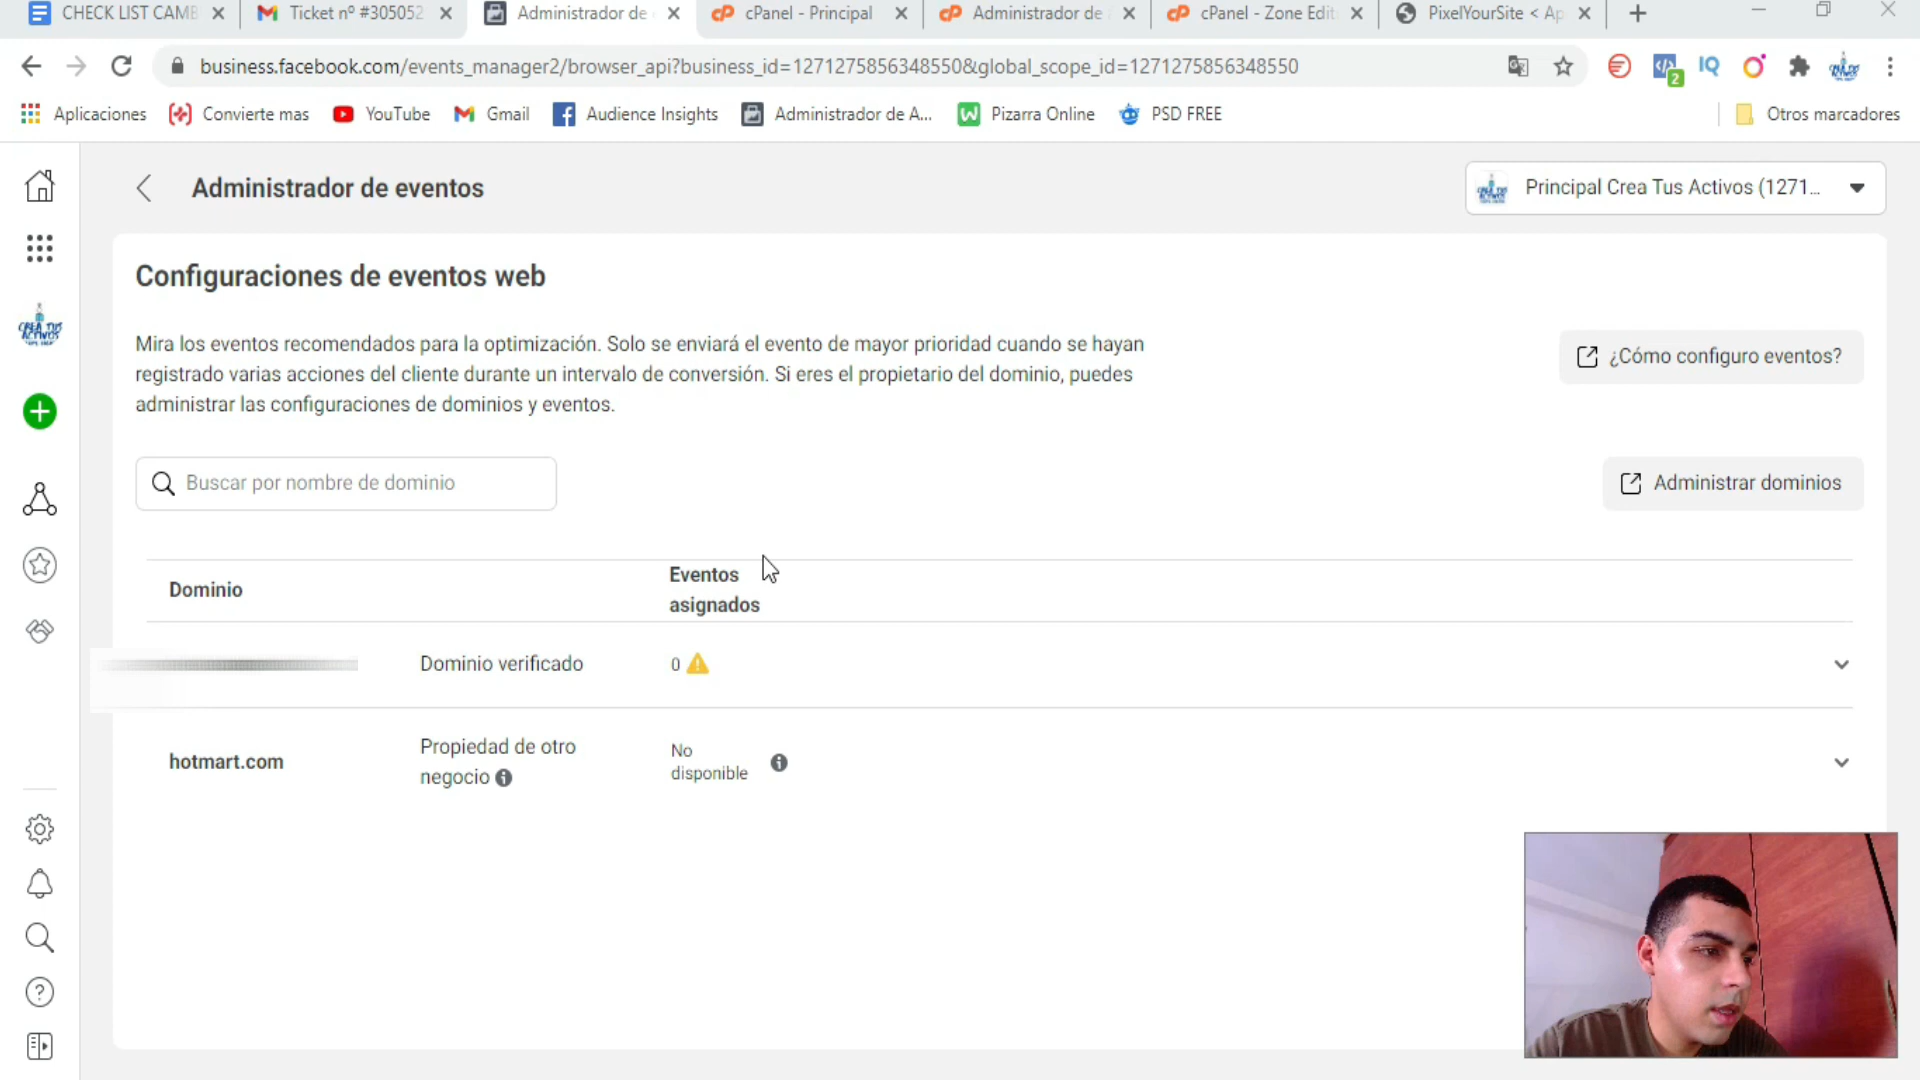 CHECK LIST CAMB
Ticket nº #305052
Administrador de
cPanel - Principal
Administrador de
cPanel - Zone Edit
PixelYourSite < Ap
business.facebook.com/events_manager2/browser_api?business_id=1271275856348550&global_scope_id=1271275856348550
2
IQ
Aplicaciones
Convierte mas
YouTube
Gmail
Audience Insights
Administrador de A...
Pizarra Online
PSD FREE
Otros marcadores
Administrador de eventos
Principal Crea Tus Activos (1271...
Configuraciones de eventos web
Mira los eventos recomendados para la optimización. Solo se enviará el evento de mayor prioridad cuando se hayan
registrado varias acciones del cliente durante un intervalo de conversión. Si eres el propietario del dominio, puedes
administrar las configuraciones de dominios y eventos.
¿Cómo configuro eventos?
CREA TUS
ACTIVOS
Buscar por nombre de dominio
Administrar dominios
Dominio
Eventos
asignados
Dominio verificado
0
hotmart.com
Propiedad de otro
negocio
No
disponible